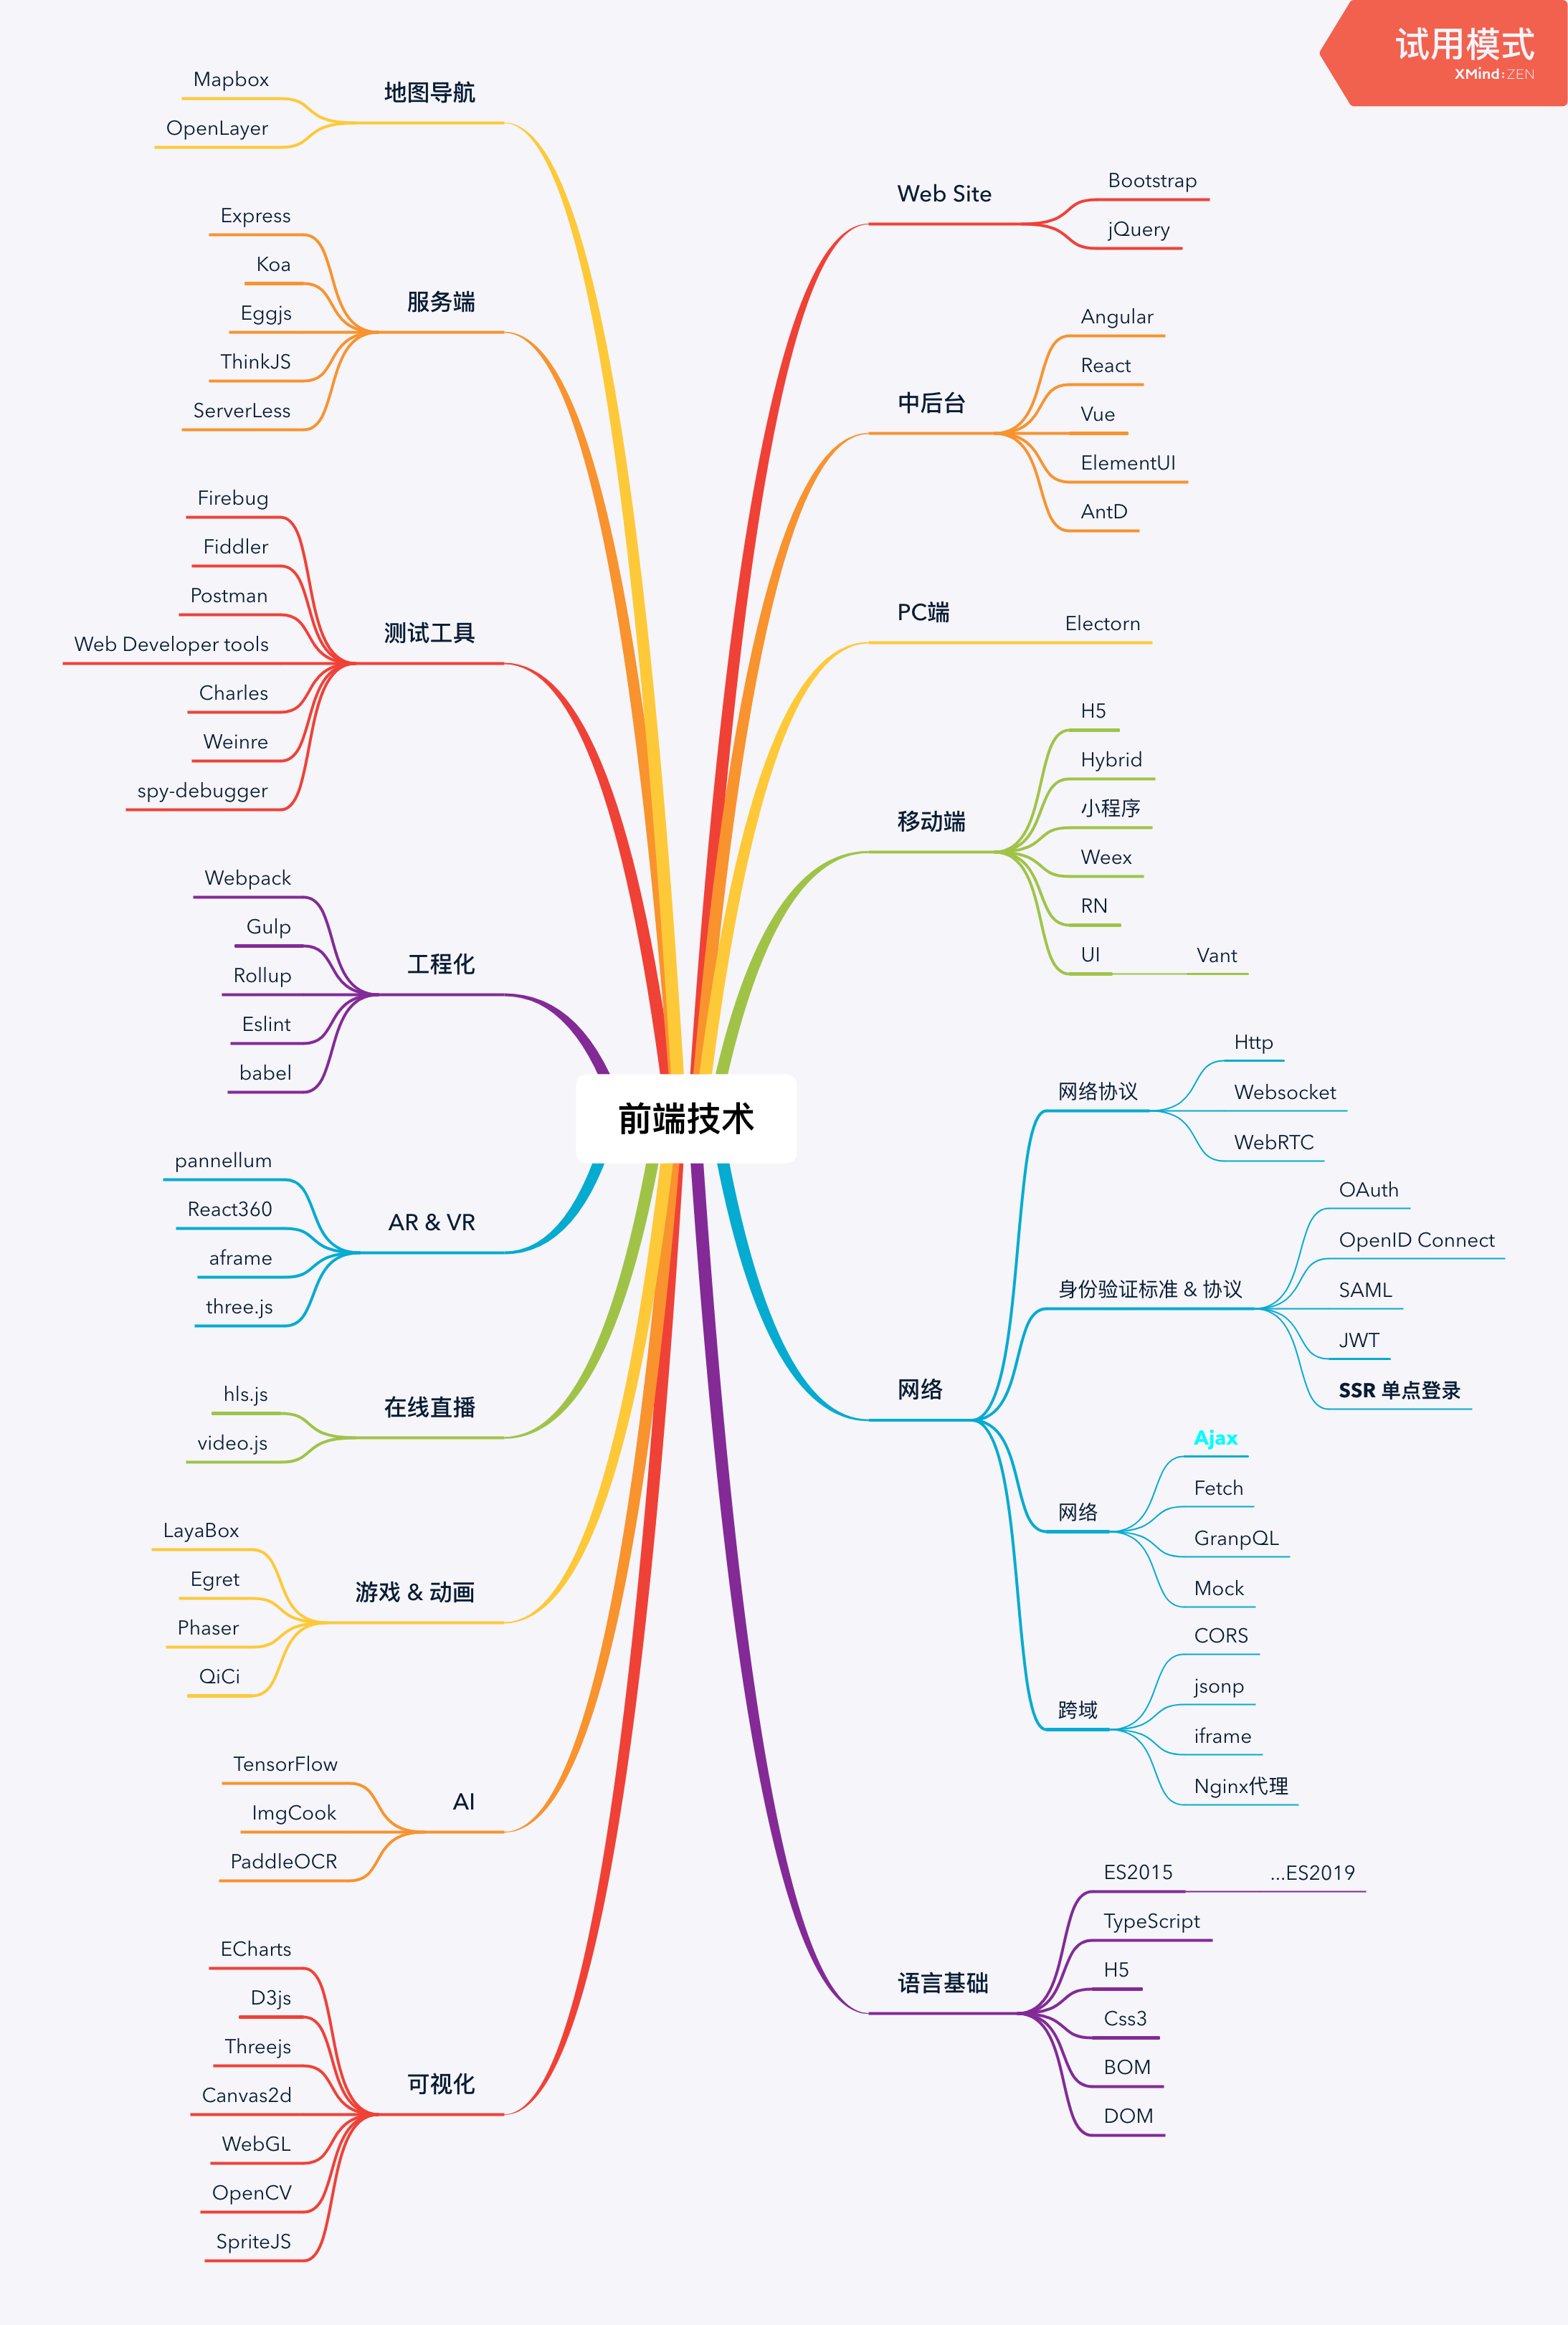 试用模式
XMind:ZEN
前端技术
Web Site
Bootstrap
jQuery
中后台
Angular
React
Vue
ElementUI
AntD
PC端
Electorn
移动端
H5
Hybrid
小程序
Weex
RN
UI
Vant
网络
网络协议
Http
Websocket
WebRTC
身份验证标准 & 协议
OAuth
OpenID Connect
SAML
JWT
SSR 单点登录
网络
Ajax
Fetch
GranpQL
Mock
跨域
CORS
jsonp
iframe
Nginx代理
语言基础
ES2015
...ES2019
TypeScript
H5
Css3
BOM
DOM
地图导航
Mapbox
OpenLayer
服务端
Express
Koa
Eggjs
ThinkJS
ServerLess
测试工具
Firebug
Fiddler
Postman
Web Developer tools
Charles
Weinre
spy-debugger
工程化
Webpack
Gulp
Rollup
Eslint
babel
AR & VR
pannellum
React360
aframe
three.js
在线直播
hls.js
video.js
游戏 & 动画
LayaBox
Egret
Phaser
QiCi
AI
TensorFlow
ImgCook
PaddleOCR
可视化
ECharts
D3js
Threejs
Canvas2d
WebGL
OpenCV
SpriteJS